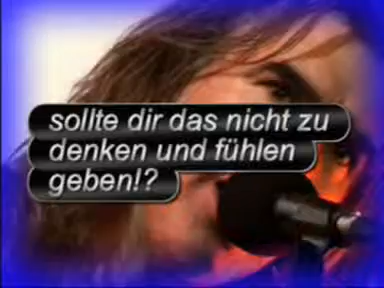 sollte dir das nicht zu
denken und fühlen
geben!?